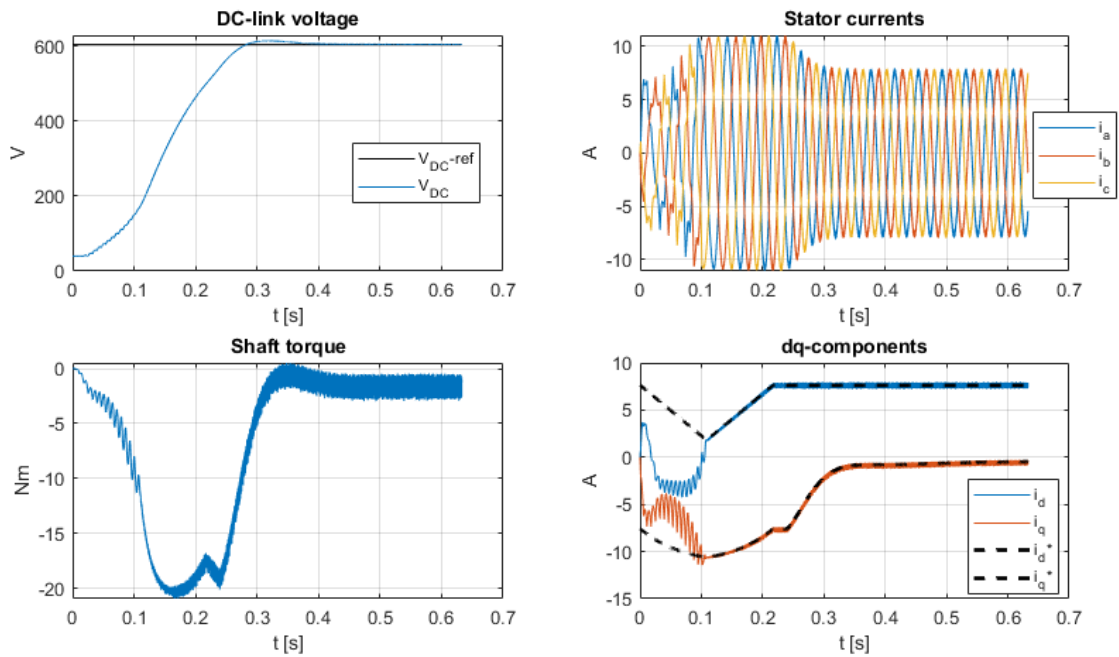 DC-link voltage
600
400
200
0
V
V_DC-ref
V_DC
0 0.1 0.2 0.3 0.4 0.5 0.6 0.7
t [s]
Stator currents
10
5
0
-5
-10
A
i_a
i_b
i_c
0 0.1 0.2 0.3 0.4 0.5 0.6 0.7
t [s]
Shaft torque
0
-5
-10
-15
-20
Nm
0 0.1 0.2 0.3 0.4 0.5 0.6 0.7
t [s]
dq-components
10
5
0
-5
-10
-15
A
i_d
i_q
i_d*
i_q*
0 0.1 0.2 0.3 0.4 0.5 0.6 0.7
t [s]